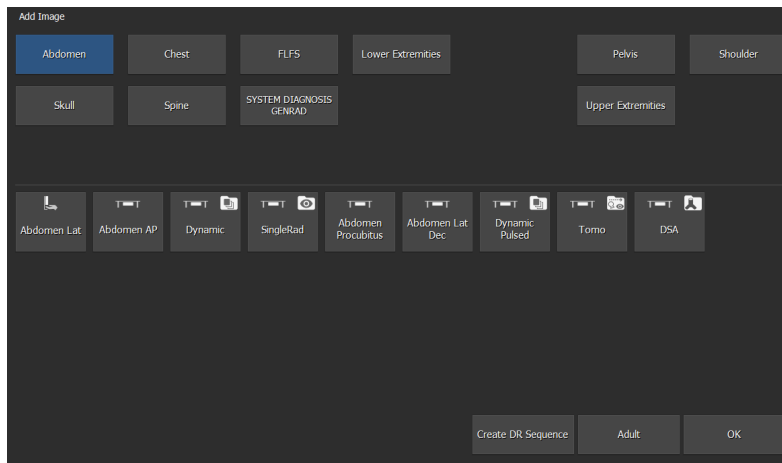 Add Image
Abdomen
Chest
FLFS
Lower Extremities
Pelvis
Shoulder
Skull
Spine
SYSTEM DIAGNOSIS
GENRAD
Upper Extremities
Abdomen Lat
Abdomen AP
Dynamic
SingleRad
Abdomen
Procubitus
Abdomen Lat
Dec
Dynamic
Pulsed
Tomo
DSA
Create DR Sequence
Adult
OK